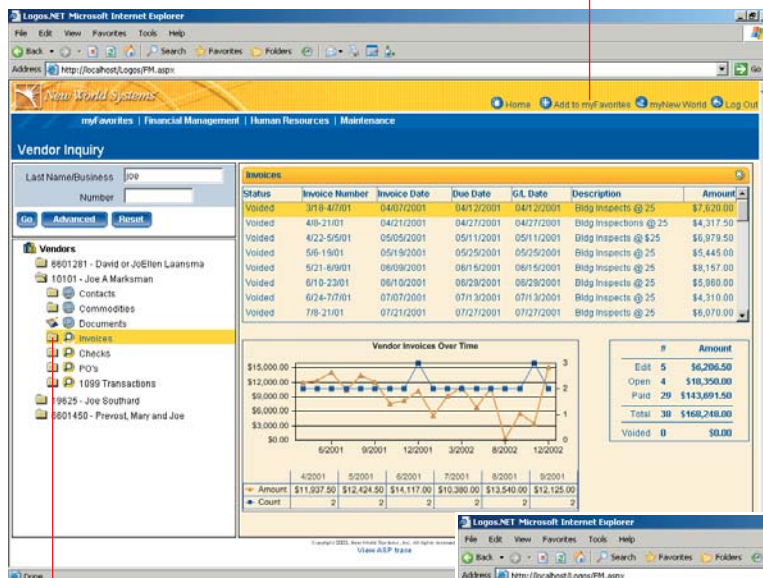 Logos.NET Microsoft Internet Explorer
File Edit View Favorites Tools Help
Back Search Favorites Folders
Address http://localhost/Logos/FM.aspx Go
New World Systems
Home Add to myFavorites myNew World Log Out
myFavorites | Financial Management | Human Resources | Maintenance
Vendor Inquiry
Last Name/Business joe
Number
Go Advanced Reset
Vendors
6601281 - David or JoEllen Laansma
10101 - Joe A Marksman
Contacts
Commodities
Documents
Invoices
Checks
PO's
1099 Transactions
19625 - Joe Southard
6601450 - Prevost, Mary and Joe
Invoices
Status Invoice Number Invoice Date Due Date G/L Date Description Amount
Voided 3/18-4/7/01 04/07/2001 04/12/2001 04/12/2001 Bldg Inspects @ 25 $7,620.00
Voided 4/8-21/01 04/21/2001 04/27/2001 04/27/2001 Bldg Inspections @ 25 $4,317.50
Voided 4/22-5/5/01 05/05/2001 05/11/2001 05/11/2001 Bldg Inspects @ $25 $6,979.50
Voided 5/6-19/01 05/19/2001 05/25/2001 05/25/2001 Bldg Inspects @ 25 $5,445.00
Voided 5/21-6/9/01 06/09/2001 06/15/2001 06/15/2001 Bldg Inspects @ 25 $8,157.00
Voided 6/10-23/01 06/10/2001 06/29/2001 06/29/2001 Bldg Inspects @ 25 $5,960.00
Voided 6/24-7/7/01 07/07/2001 07/13/2001 07/13/2001 Bldg Inspects @ 25 $4,310.00
Voided 7/8-21/01 07/21/2001 07/27/2001 07/27/2001 Bldg Inspects @ 25 $6,070.00
Vendor Invoices Over Time
$15,000.00
$12,000.00
$9,000.00
$6,000.00
$3,000.00
$0.00
3
2
1
0
6/2001 9/2001 12/2001 3/2002 8/2002 12/2002
4/2001 5/2001 6/2001 7/2001 8/2001 9/2001
Amount $11,937.50 $12,424.50 $14,117.00 $10,380.00 $13,540.00 $12,125.00
Count 2 2 2 2 2 2
# Amount
Edit 5 $6,206.50
Open 4 $18,350.00
Paid 29 $143,691.50
Total 38 $168,248.00
Voided 0 $0.00
View ASP trace
Done
Logos.NET Microsoft Internet Explorer
File Edit View Favorites Tools Help
Back Search Favorites Folders
Address http://localhost/Logos/FM.aspx